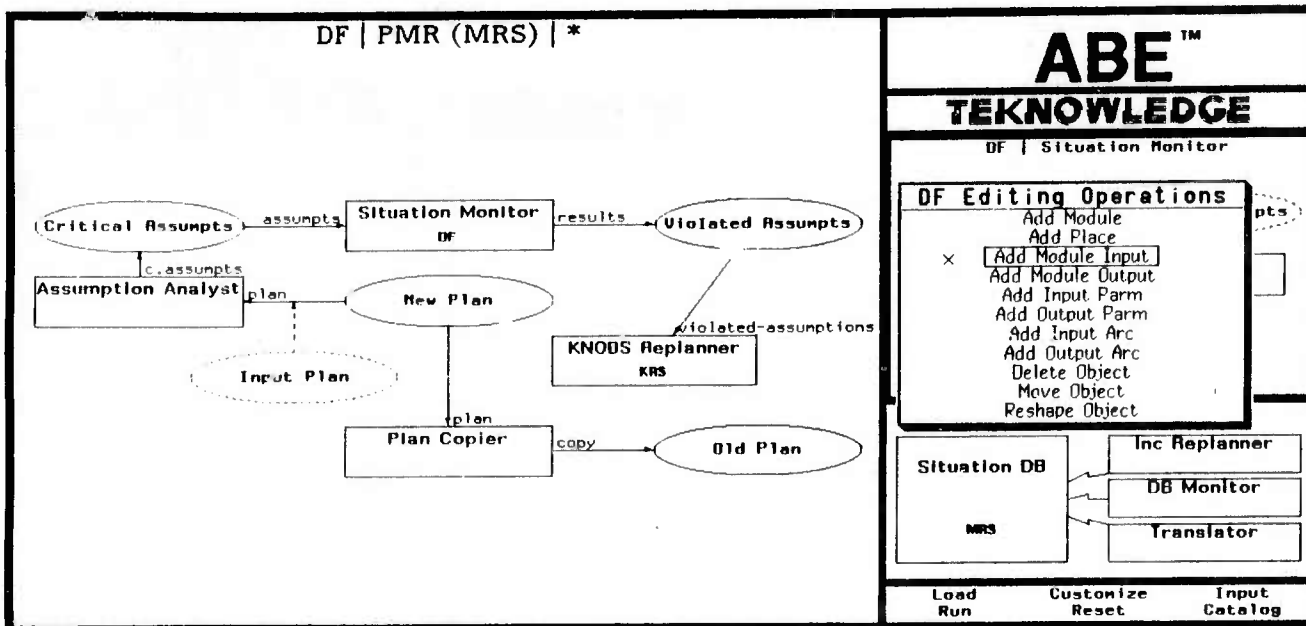 DF | PMR (MRS) | *
Critical Assumpts
assumpts
Situation Monitor
DF
results
Violated Assumpts
c.assumpts
Assumption Analyst
plan
New Plan
Input Plan
violated-assumptions
KNOBS Replanner
KRS
plan
Plan Copier
copy
Old Plan
ABE™
TEKNOWLEDGE
DF | Situation Monitor
DF Editing Operations
Add Module
Add Place
× Add Module Input
Add Module Output
Add Input Parm
Add Output Parm
Add Input Arc
Add Output Arc
Delete Object
Move Object
Reshape Object
pts
Situation DB
MRS
Inc Replanner
DB Monitor
Translator
Load Customize Input
Run Reset Catalog